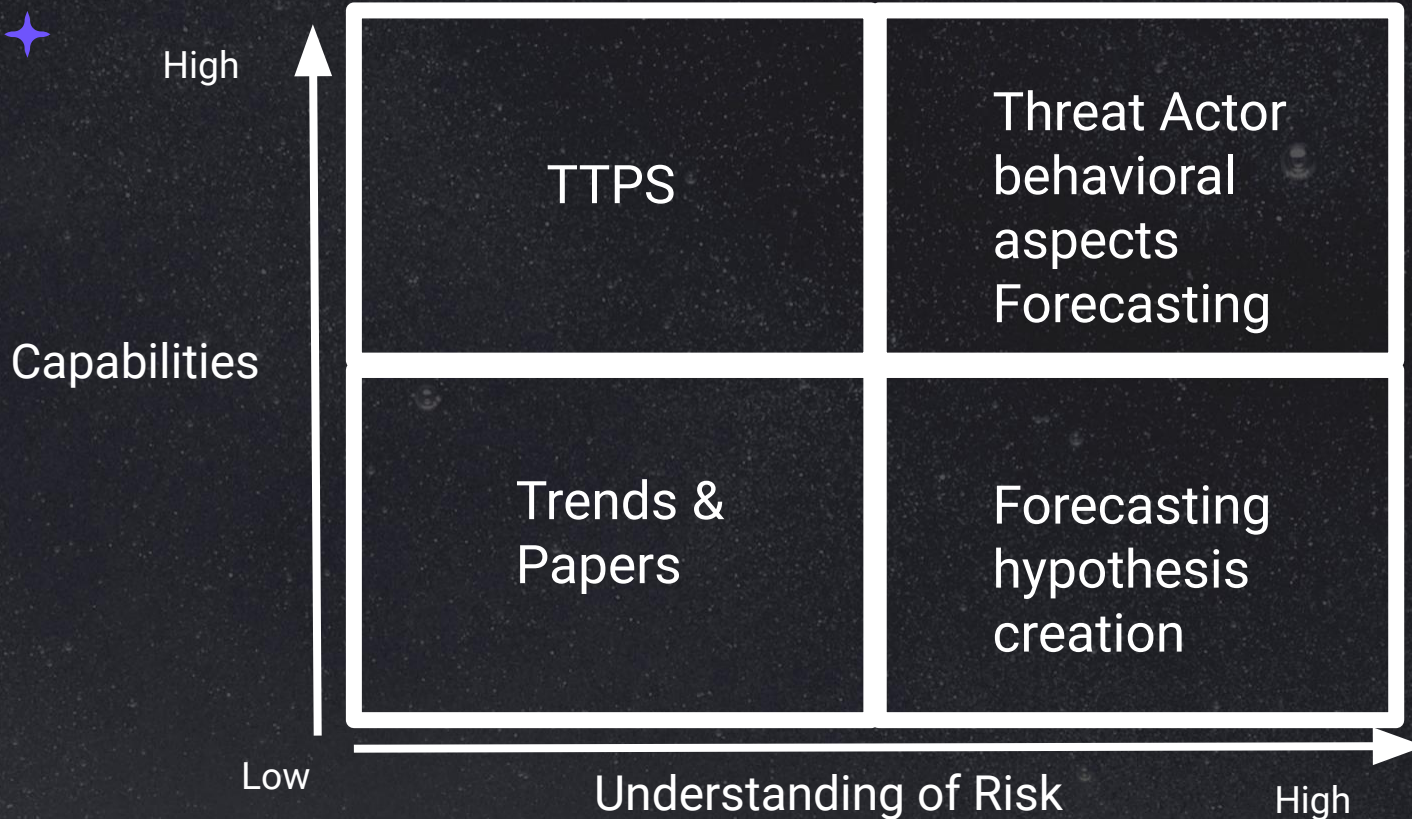 High
TTPS
Threat Actor
behavioral
aspects
Forecasting
Capabilities
Trends &
Papers
Forecasting
hypothesis
creation
Low
Understanding of Risk
High